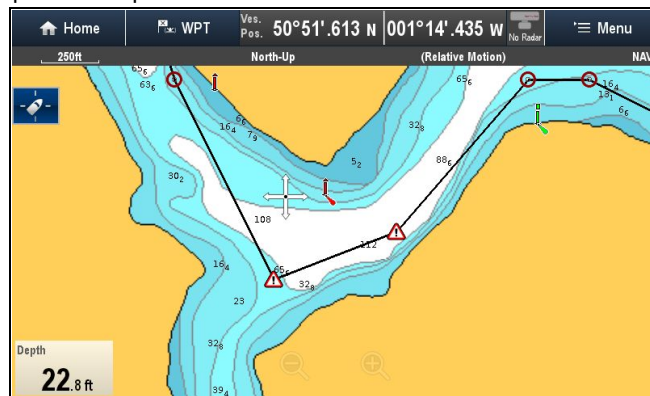 Home
WPT
Ves. Pos. 50°51'.613 N 001°14'.435 W
No Radar
Menu
250ft North-Up (Relative Motion) NAV
65₆
63₆
16₄
6₆
7₉
5₂
32₈
65₆
88₆
16₄
13₁
6₆
30₂
108
112
65₆
32₈
16₄
23
32₈
39₄
Depth
22.8 ft